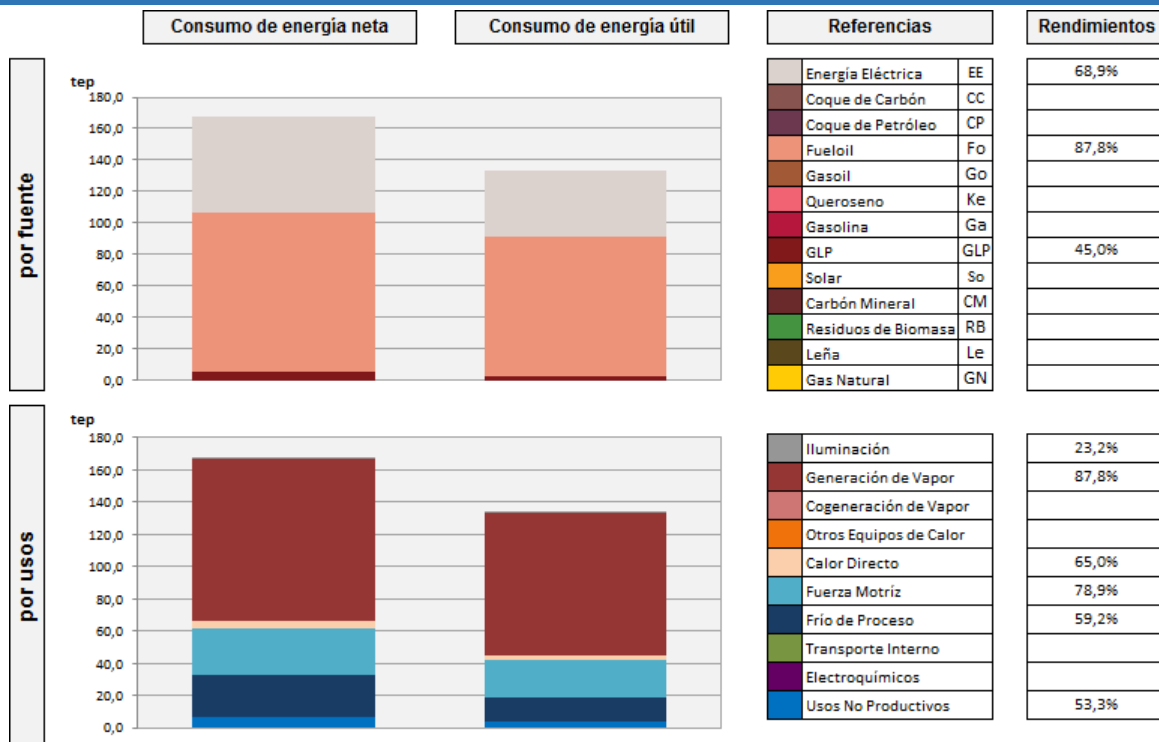 Consumo de energía neta
Consumo de energía útil
Referencias
Rendimientos
por fuente
tep
180,0
160,0
140,0
120,0
100,0
80,0
60,0
40,0
20,0
0,0
Energía Eléctrica EE 68,9%
Coque de Carbón CC
Coque de Petróleo CP
Fueloil Fo 87,8%
Gasoil Go
Queroseno Ke
Gasolina Ga
GLP GLP 45,0%
Solar So
Carbón Mineral CM
Residuos de Biomasa RB
Leña Le
Gas Natural GN
por usos
tep
180,0
160,0
140,0
120,0
100,0
80,0
60,0
40,0
20,0
0,0
Iluminación 23,2%
Generación de Vapor 87,8%
Cogeneración de Vapor
Otros Equipos de Calor
Calor Directo 65,0%
Fuerza Motríz 78,9%
Frío de Proceso 59,2%
Transporte Interno
Electroquímicos
Usos No Productivos 53,3%